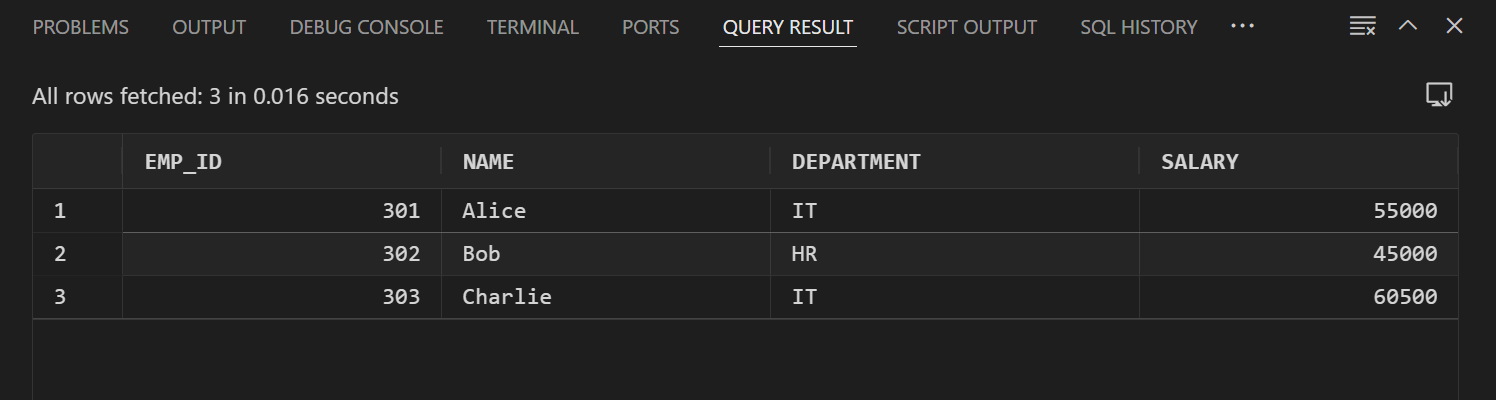 PROBLEMS OUTPUT DEBUG CONSOLE TERMINAL PORTS QUERY RESULT SCRIPT OUTPUT SQL HISTORY ···
All rows fetched: 3 in 0.016 seconds
EMP_ID NAME DEPARTMENT SALARY
1 301 Alice IT 55000
2 302 Bob HR 45000
3 303 Charlie IT 60500